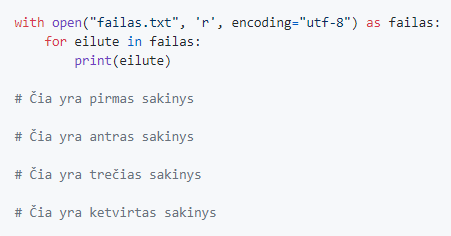 with open("failas.txt", 'r', encoding="utf-8") as failas:
    for eilute in failas:
        print(eilute)
# Čia yra pirmas sakinys
# Čia yra antras sakinys
# Čia yra trečias sakinys
# Čia yra ketvirtas sakinys